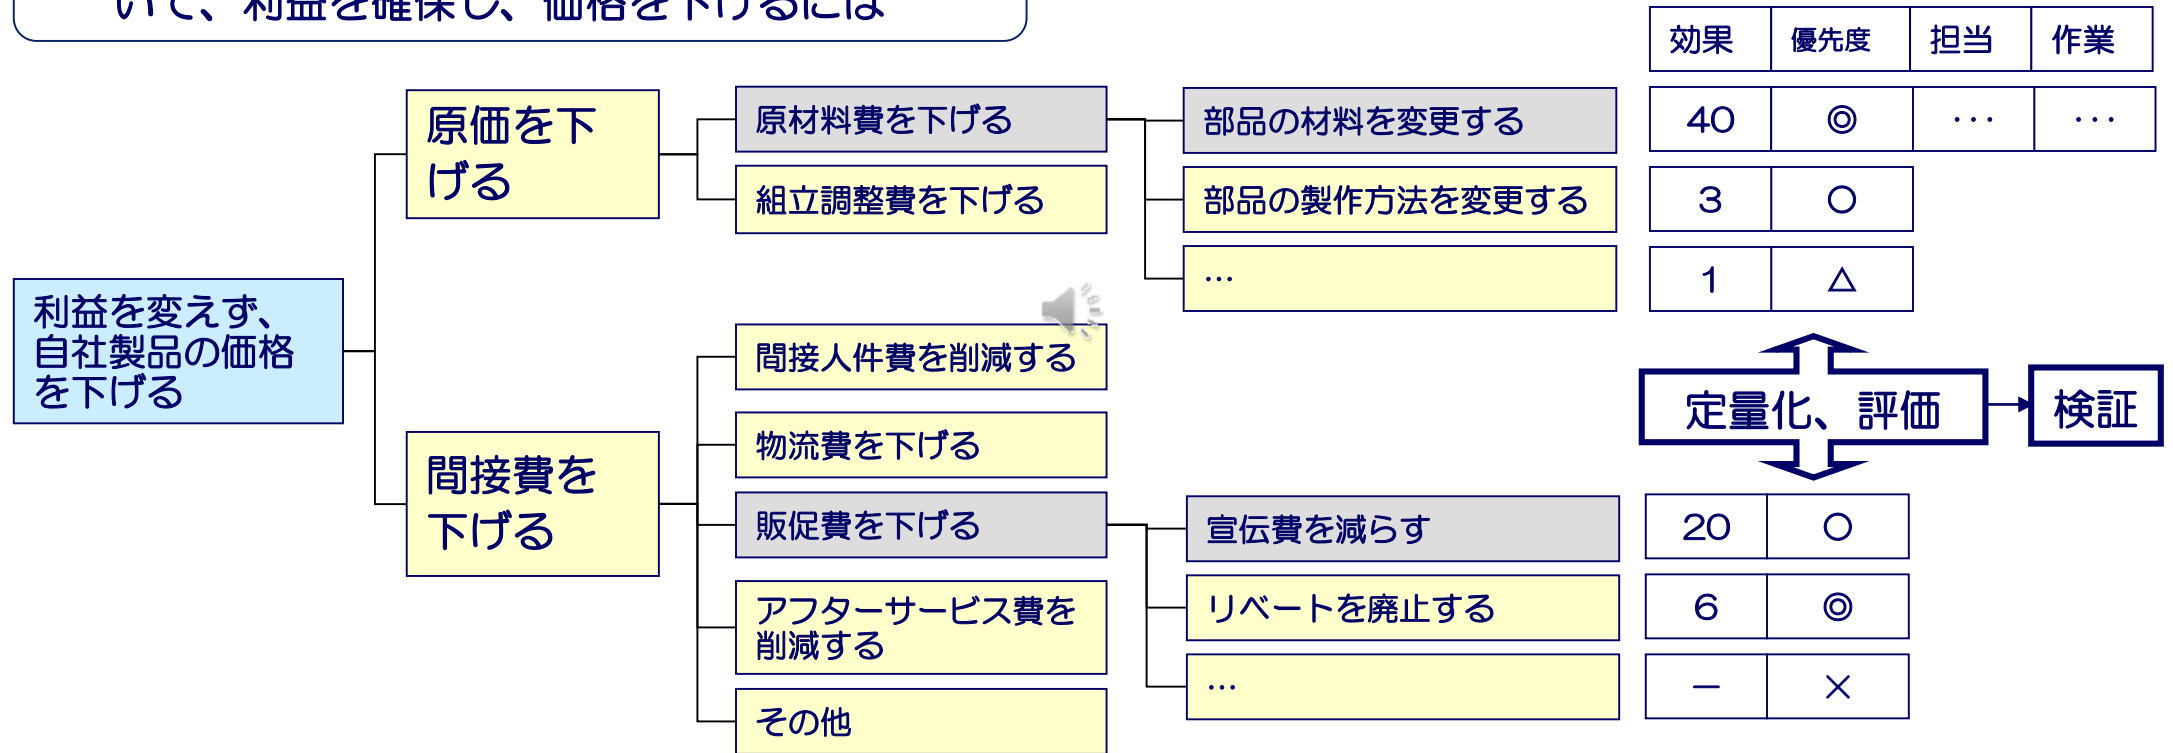 いて、利益を確保し、価格を下げるには
効果 優先度 担当 作業
原価を下
げる
原材料費を下げる
組立調整費を下げる
部品の材料を変更する
40 ◎ ... ...
部品の製作方法を変更する
3 ○
...
1 △
利益を変えず、
自社製品の価格
を下げる
間接費を
下げる
間接人件費を削減する
物流費を下げる
販促費を下げる
アフターサービス費を
削減する
その他
定量化、評価
検証
宣伝費を減らす
20 ○
リベートを廃止する
6 ◎
...
− ×